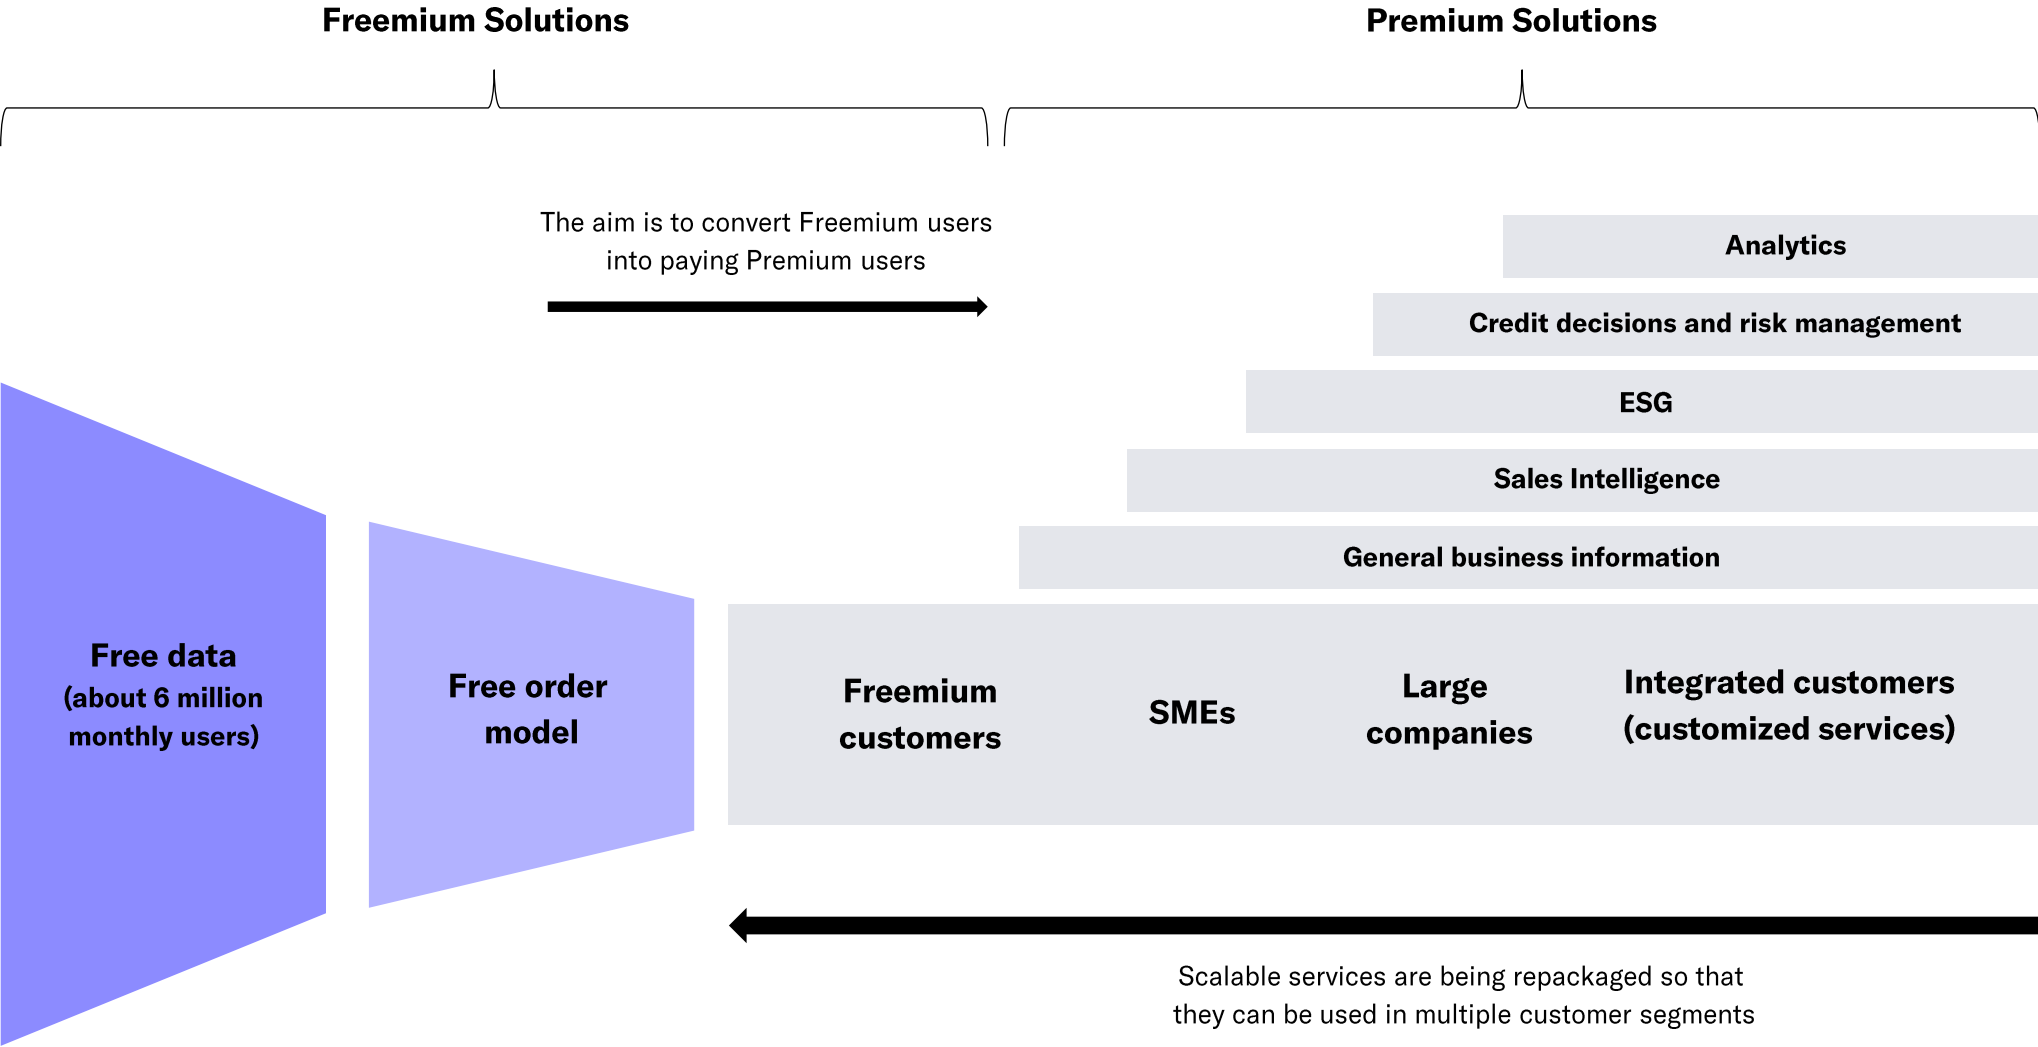 Freemium Solutions
Premium Solutions
The aim is to convert Freemium users
into paying Premium users
Analytics
Credit decisions and risk management
ESG
Sales Intelligence
General business information
Free data
(about 6 million
monthly users)
Free order
model
Freemium
customers
SMEs
Large
companies
Integrated customers
(customized services)
Scalable services are being repackaged so that
they can be used in multiple customer segments